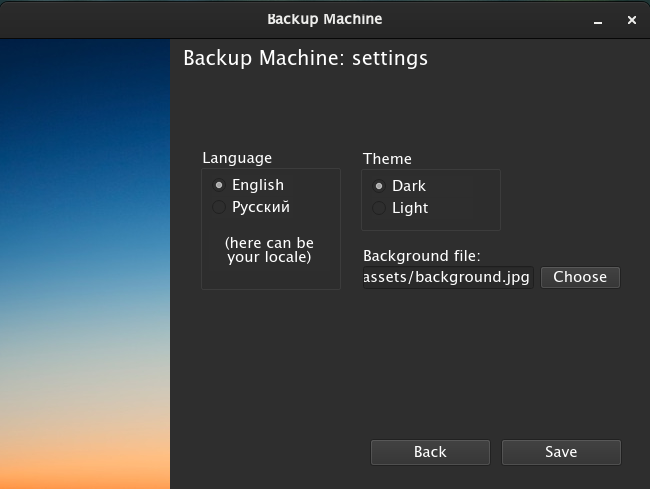 Backup Machine
Backup Machine: settings
Language
English
Русский
(here can be
your locale)
Theme
Dark
Light
Background file:
assets/background.jpg
Choose
Back
Save